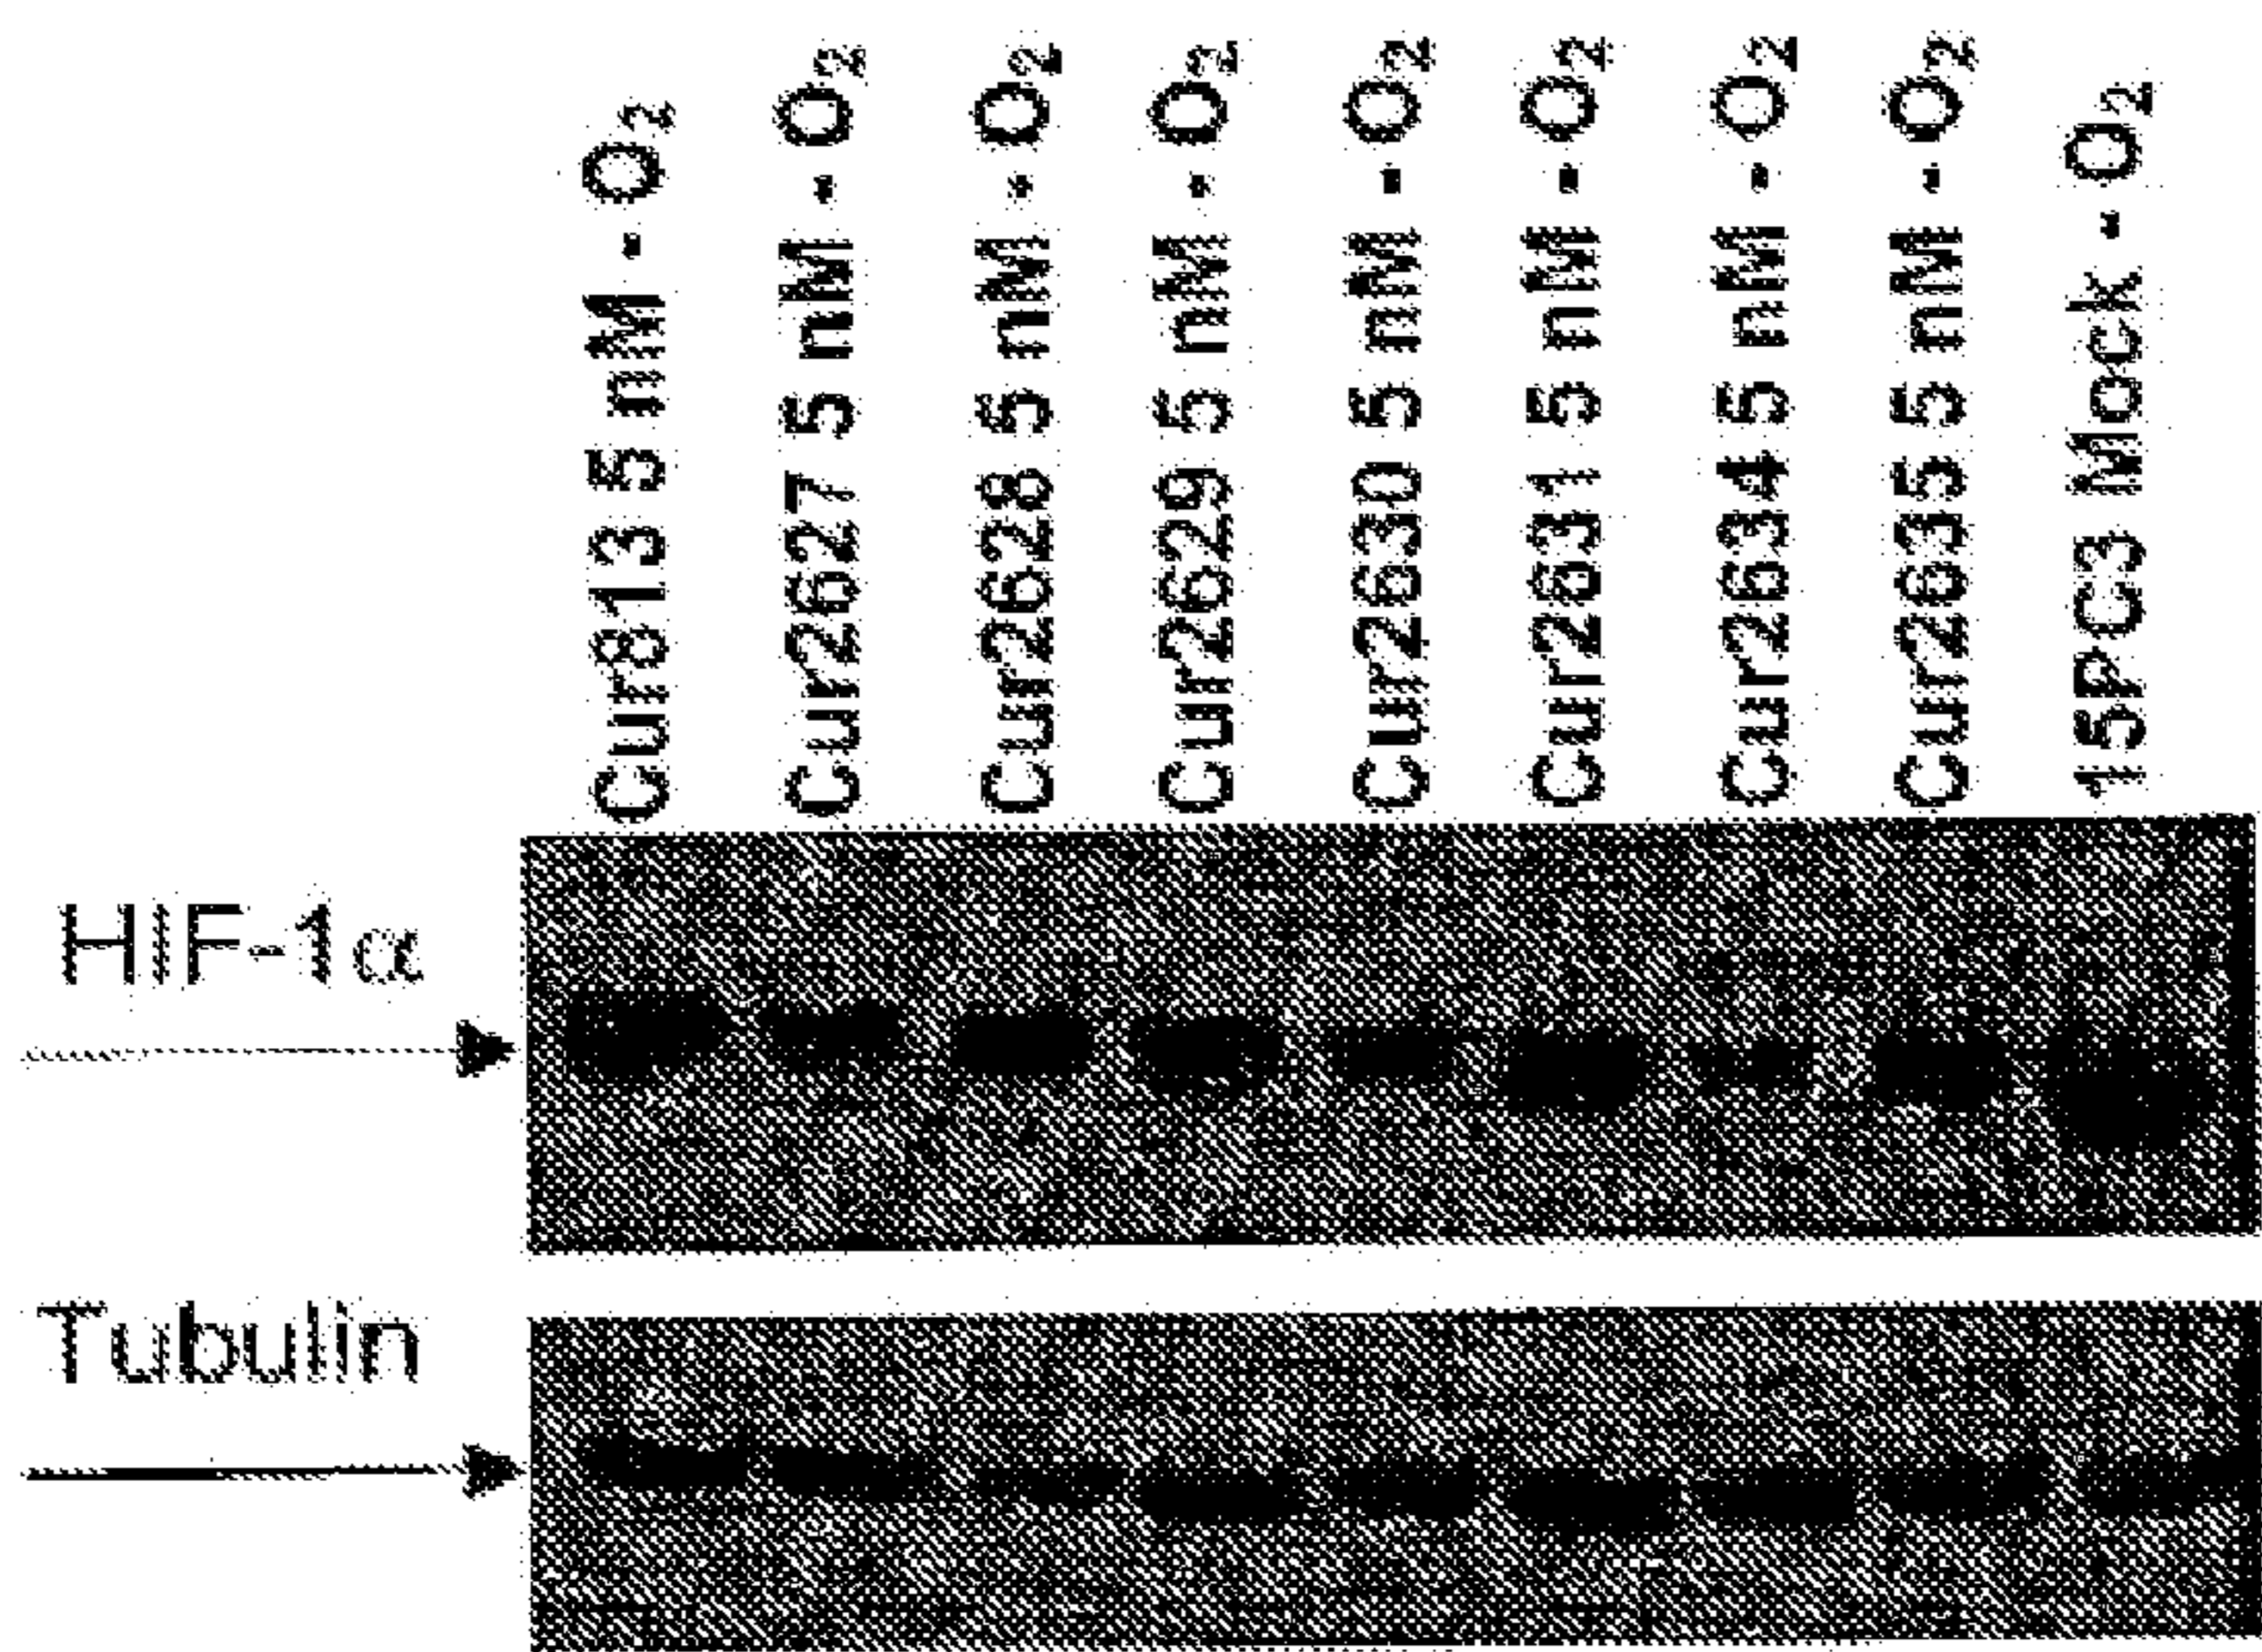 Cur813 5 nM - O₂
Cur2627 5 nM - O₂
Cur2628 5 nM - O₂
Cur2629 5 nM - O₂
Cur2630 5 nM - O₂
Cur2631 5 nM - O₂
Cur2634 5 nM - O₂
Cur2635 5 nM - O₂
15PC3 Mock - O₂
HIF-1α
Tubulin